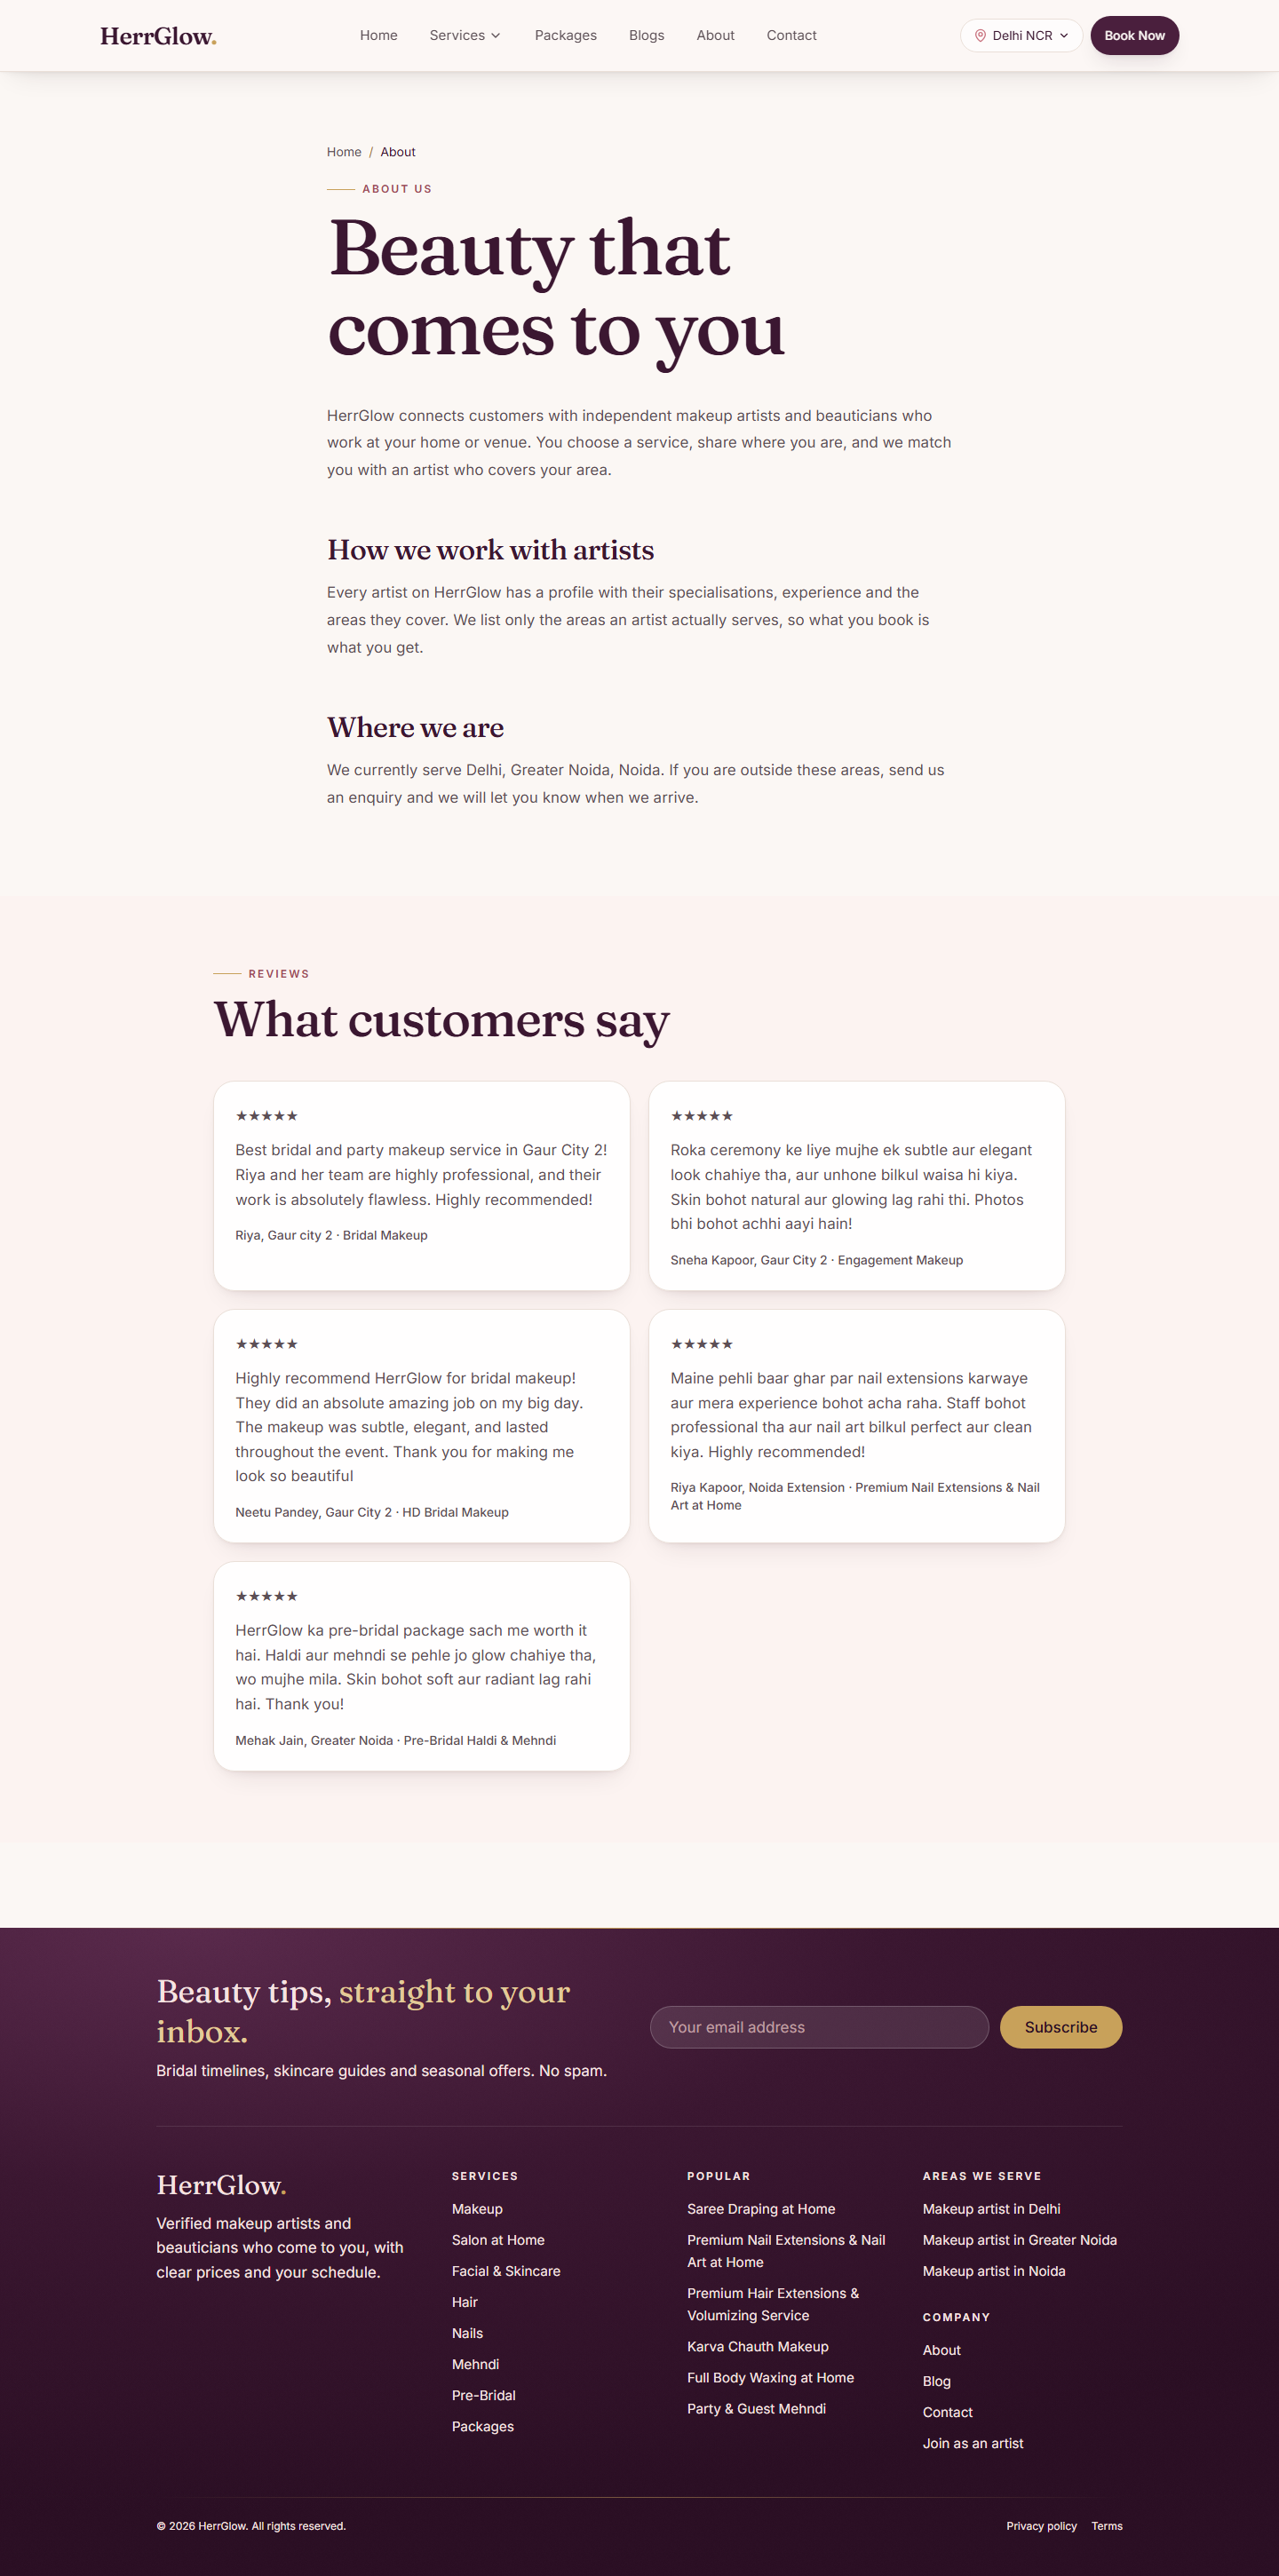 HerrGlow.
Home
Services
Packages
Blogs
About
Contact
Delhi NCR
Book Now
Home / About
ABOUT US
Beauty that
comes to you
HerrGlow connects customers with independent makeup artists and beauticians who
work at your home or venue. You choose a service, share where you are, and we match
you with an artist who covers your area.
How we work with artists
Every artist on HerrGlow has a profile with their specialisations, experience and the
areas they cover. We list only the areas an artist actually serves, so what you book is
what you get.
Where we are
We currently serve Delhi, Greater Noida, Noida. If you are outside these areas, send us
an enquiry and we will let you know when we arrive.
REVIEWS
What customers say
★★★★★
Best bridal and party makeup service in Gaur City 2!
Riya and her team are highly professional, and their
work is absolutely flawless. Highly recommended!
Riya, Gaur city 2 · Bridal Makeup
★★★★★
Roka ceremony ke liye mujhe ek subtle aur elegant
look chahiye tha, aur unhone bilkul waisa hi kiya.
Skin bohot natural aur glowing lag rahi thi. Photos
bhi bohot achhi aayi hain!
Sneha Kapoor, Gaur City 2 · Engagement Makeup
★★★★★
Highly recommend HerrGlow for bridal makeup!
They did an absolute amazing job on my big day.
The makeup was subtle, elegant, and lasted
throughout the event. Thank you for making me
look so beautiful
Neetu Pandey, Gaur City 2 · HD Bridal Makeup
★★★★★
Maine pehli baar ghar par nail extensions karwaye
aur mera experience bohot acha raha. Staff bohot
professional tha aur nail art bilkul perfect aur clean
kiya. Highly recommended!
Riya Kapoor, Noida Extension · Premium Nail Extensions & Nail
Art at Home
★★★★★
HerrGlow ka pre-bridal package sach me worth it
hai. Haldi aur mehndi se pehle jo glow chahiye tha,
wo mujhe mila. Skin bohot soft aur radiant lag rahi
hai. Thank you!
Mehak Jain, Greater Noida · Pre-Bridal Haldi & Mehndi
Beauty tips, straight to your
inbox.
Bridal timelines, skincare guides and seasonal offers. No spam.
Your email address
Subscribe
HerrGlow.
Verified makeup artists and
beauticians who come to you, with
clear prices and your schedule.
SERVICES
Makeup
Salon at Home
Facial & Skincare
Hair
Nails
Mehndi
Pre-Bridal
Packages
POPULAR
Saree Draping at Home
Premium Nail Extensions & Nail
Art at Home
Premium Hair Extensions &
Volumizing Service
Karva Chauth Makeup
Full Body Waxing at Home
Party & Guest Mehndi
AREAS WE SERVE
Makeup artist in Delhi
Makeup artist in Greater Noida
Makeup artist in Noida
COMPANY
About
Blog
Contact
Join as an artist
© 2026 HerrGlow. All rights reserved.
Privacy policy
Terms